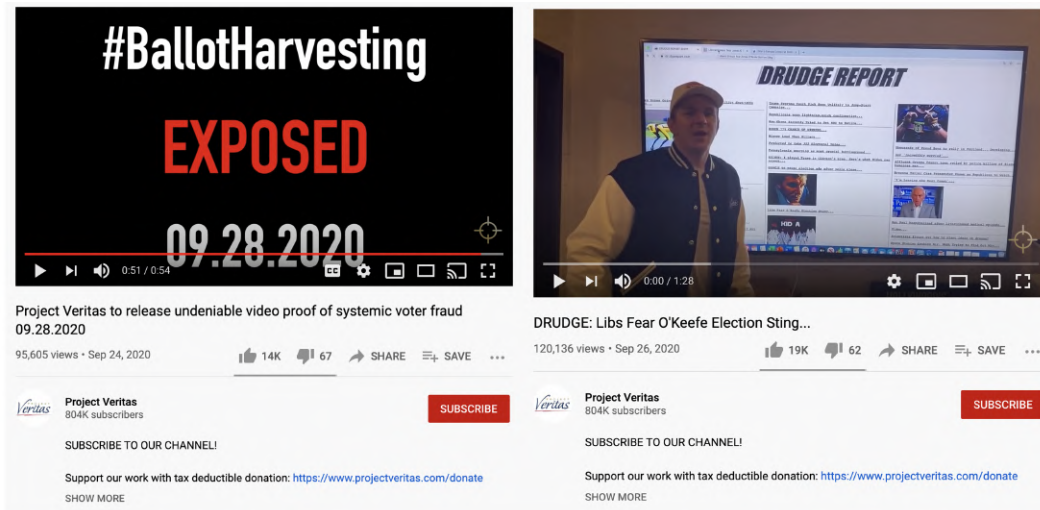 #BallotHarvesting
EXPOSED
09.28.2020
0:51 / 0:54
CC
Project Veritas to release undeniable video proof of systemic voter fraud
09.28.2020
95,605 views • Sep 24, 2020
14K
67
SHARE
SAVE
Veritas
Project Veritas
804K subscribers
SUBSCRIBE
SUBSCRIBE TO OUR CHANNEL!
Support our work with tax deductible donation: https://www.projectveritas.com/donate
SHOW MORE
DRUDGE REPORT
KID A
0:00 / 1:28
DRUDGE: Libs Fear O'Keefe Election Sting...
120,136 views • Sep 26, 2020
19K
62
SHARE
SAVE
Veritas
Project Veritas
804K subscribers
SUBSCRIBE
SUBSCRIBE TO OUR CHANNEL!
Support our work with tax deductible donation: https://www.projectveritas.com/donate
SHOW MORE